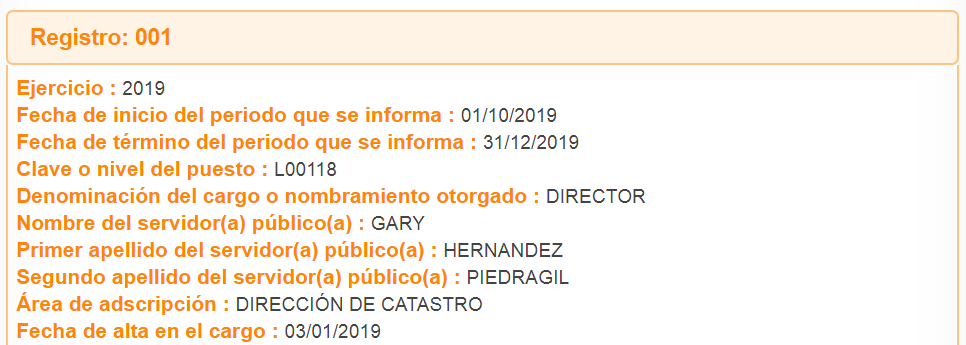 Registro: 001
Ejercicio : 2019
Fecha de inicio del periodo que se informa : 01/10/2019
Fecha de término del periodo que se informa : 31/12/2019
Clave o nivel del puesto : L00118
Denominación del cargo o nombramiento otorgado : DIRECTOR
Nombre del servidor(a) público(a) : GARY
Primer apellido del servidor(a) público(a) : HERNANDEZ
Segundo apellido del servidor(a) público(a) : PIEDRAGIL
Área de adscripción : DIRECCIÓN DE CATASTRO
Fecha de alta en el cargo : 03/01/2019